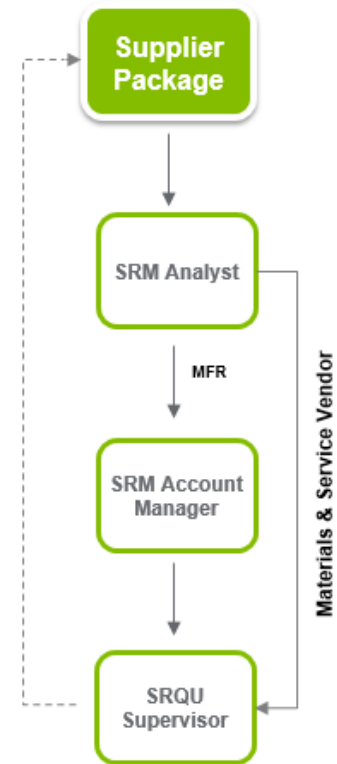 Supplier
Package
SRM Analyst
MFR
Materials & Service Vendor
SRM Account
Manager
SRQU
Supervisor